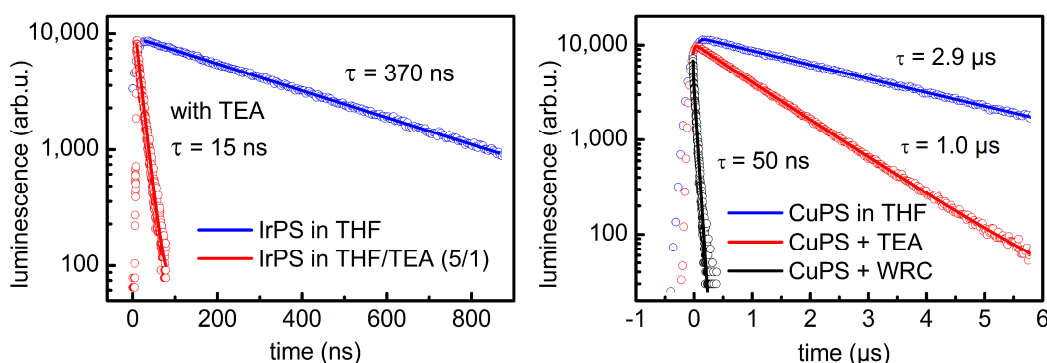 10,000
1,000
100
luminescence (arb.u.)
τ = 370 ns
with TEA
τ = 15 ns
IrPS in THF
IrPS in THF/TEA (5/1)
0 200 400 600 800
time (ns)
10,000
1,000
100
luminescence (arb.u.)
τ = 2.9 µs
τ = 50 ns
τ = 1.0 µs
CuPS in THF
CuPS + TEA
CuPS + WRC
-1 0 1 2 3 4 5 6
time (µs)